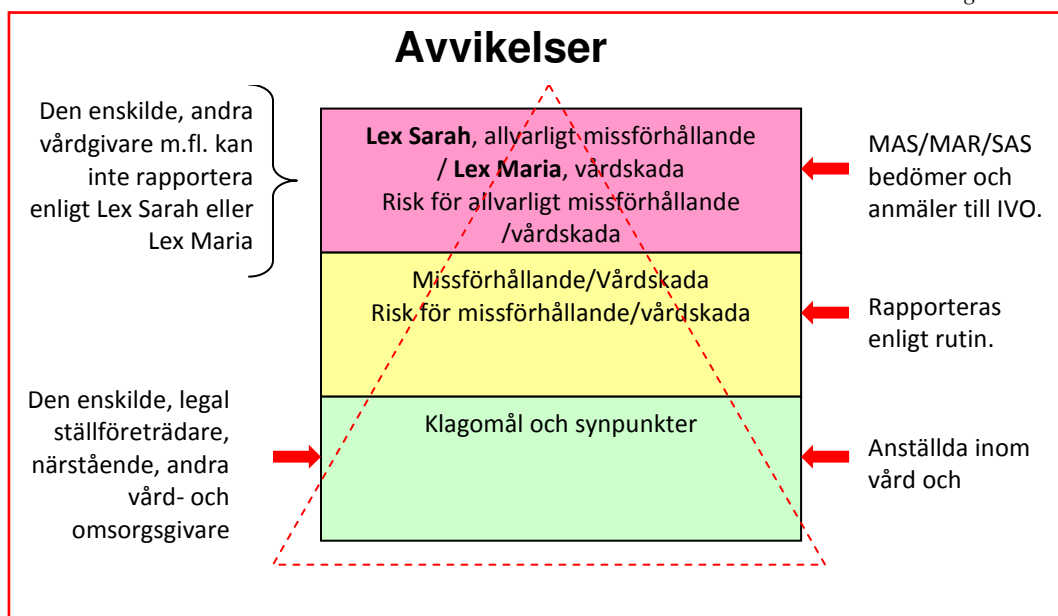 Avvikelser
Den enskilde, andra
vårdgivare m.fl. kan
inte rapportera
enligt Lex Sarah eller
Lex Maria
Lex Sarah, allvarligt missförhållande
/ Lex Maria, vårdskada
Risk för allvarligt missförhållande
/vårdskada
MAS/MAR/SAS
bedömer och
anmäler till IVO.
Missförhållande/Vårdskada
Risk för missförhållande/vårdskada
Rapporteras
enligt rutin.
Den enskilde, legal
ställföreträdare,
närstående, andra
vård- och
omsorgsgivare
Klagomål och synpunkter
Anställda inom
vård och